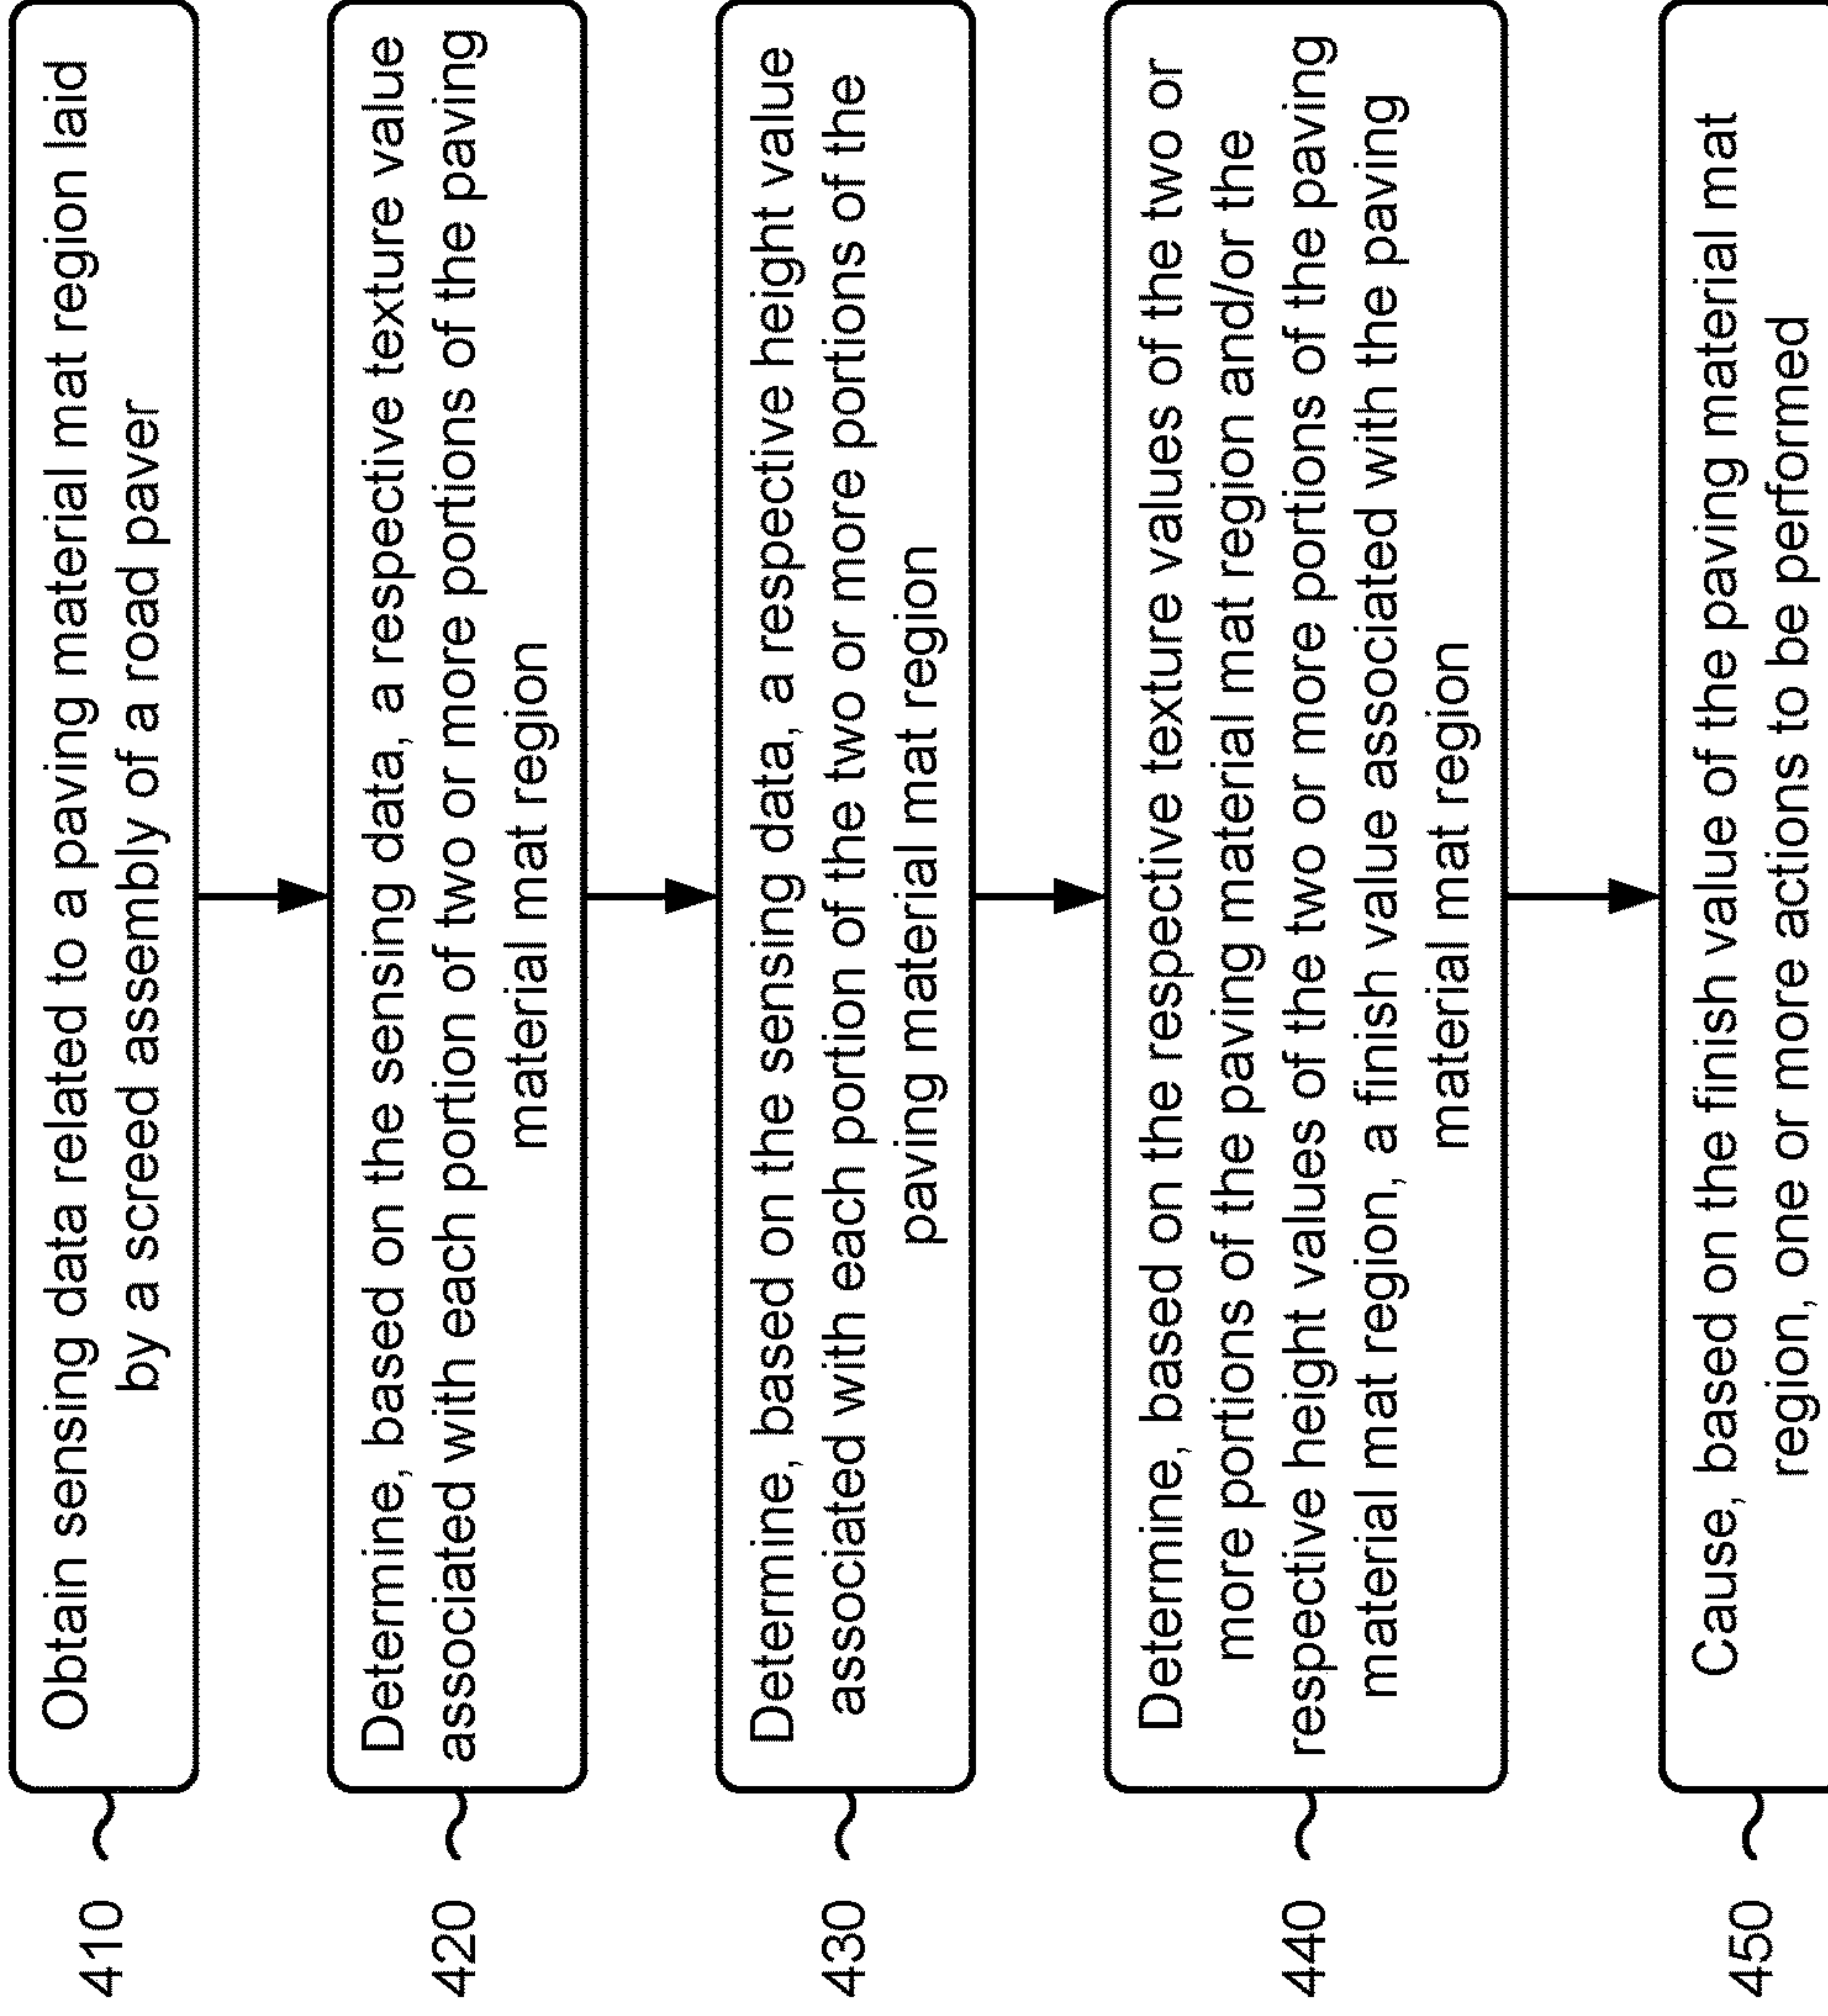 410
Obtain sensing data related to a paving material mat region laid
by a screed assembly of a road paver
420
Determine, based on the sensing data, a respective texture value
associated with each portion of two or more portions of the paving
material mat region
430
Determine, based on the sensing data, a respective height value
associated with each portion of the two or more portions of the
paving material mat region
440
Determine, based on the respective texture values of the two or
more portions of the paving material mat region and/or the
respective height values of the two or more portions of the paving
material mat region, a finish value associated with the paving
material mat region
450
Cause, based on the finish value of the paving material mat
region, one or more actions to be performed